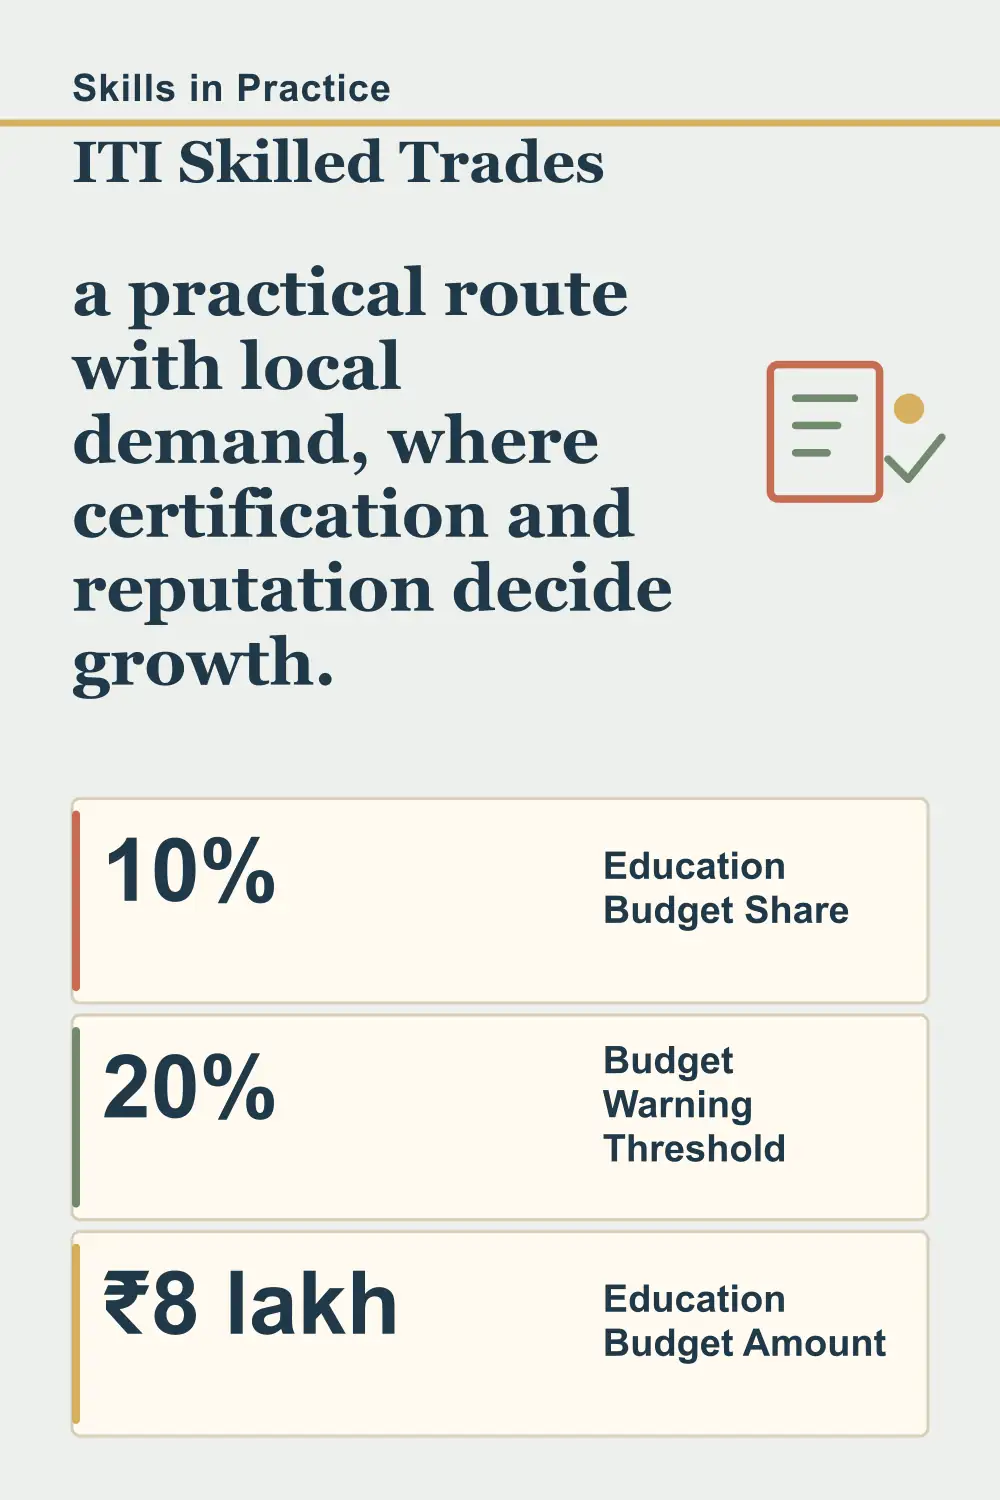 Skills in Practice
ITI Skilled Trades
a practical route
with local
demand, where
certification and
reputation decide
growth.
10%
Education
Budget Share
20%
Budget
Warning
Threshold
₹8 lakh
Education
Budget Amount